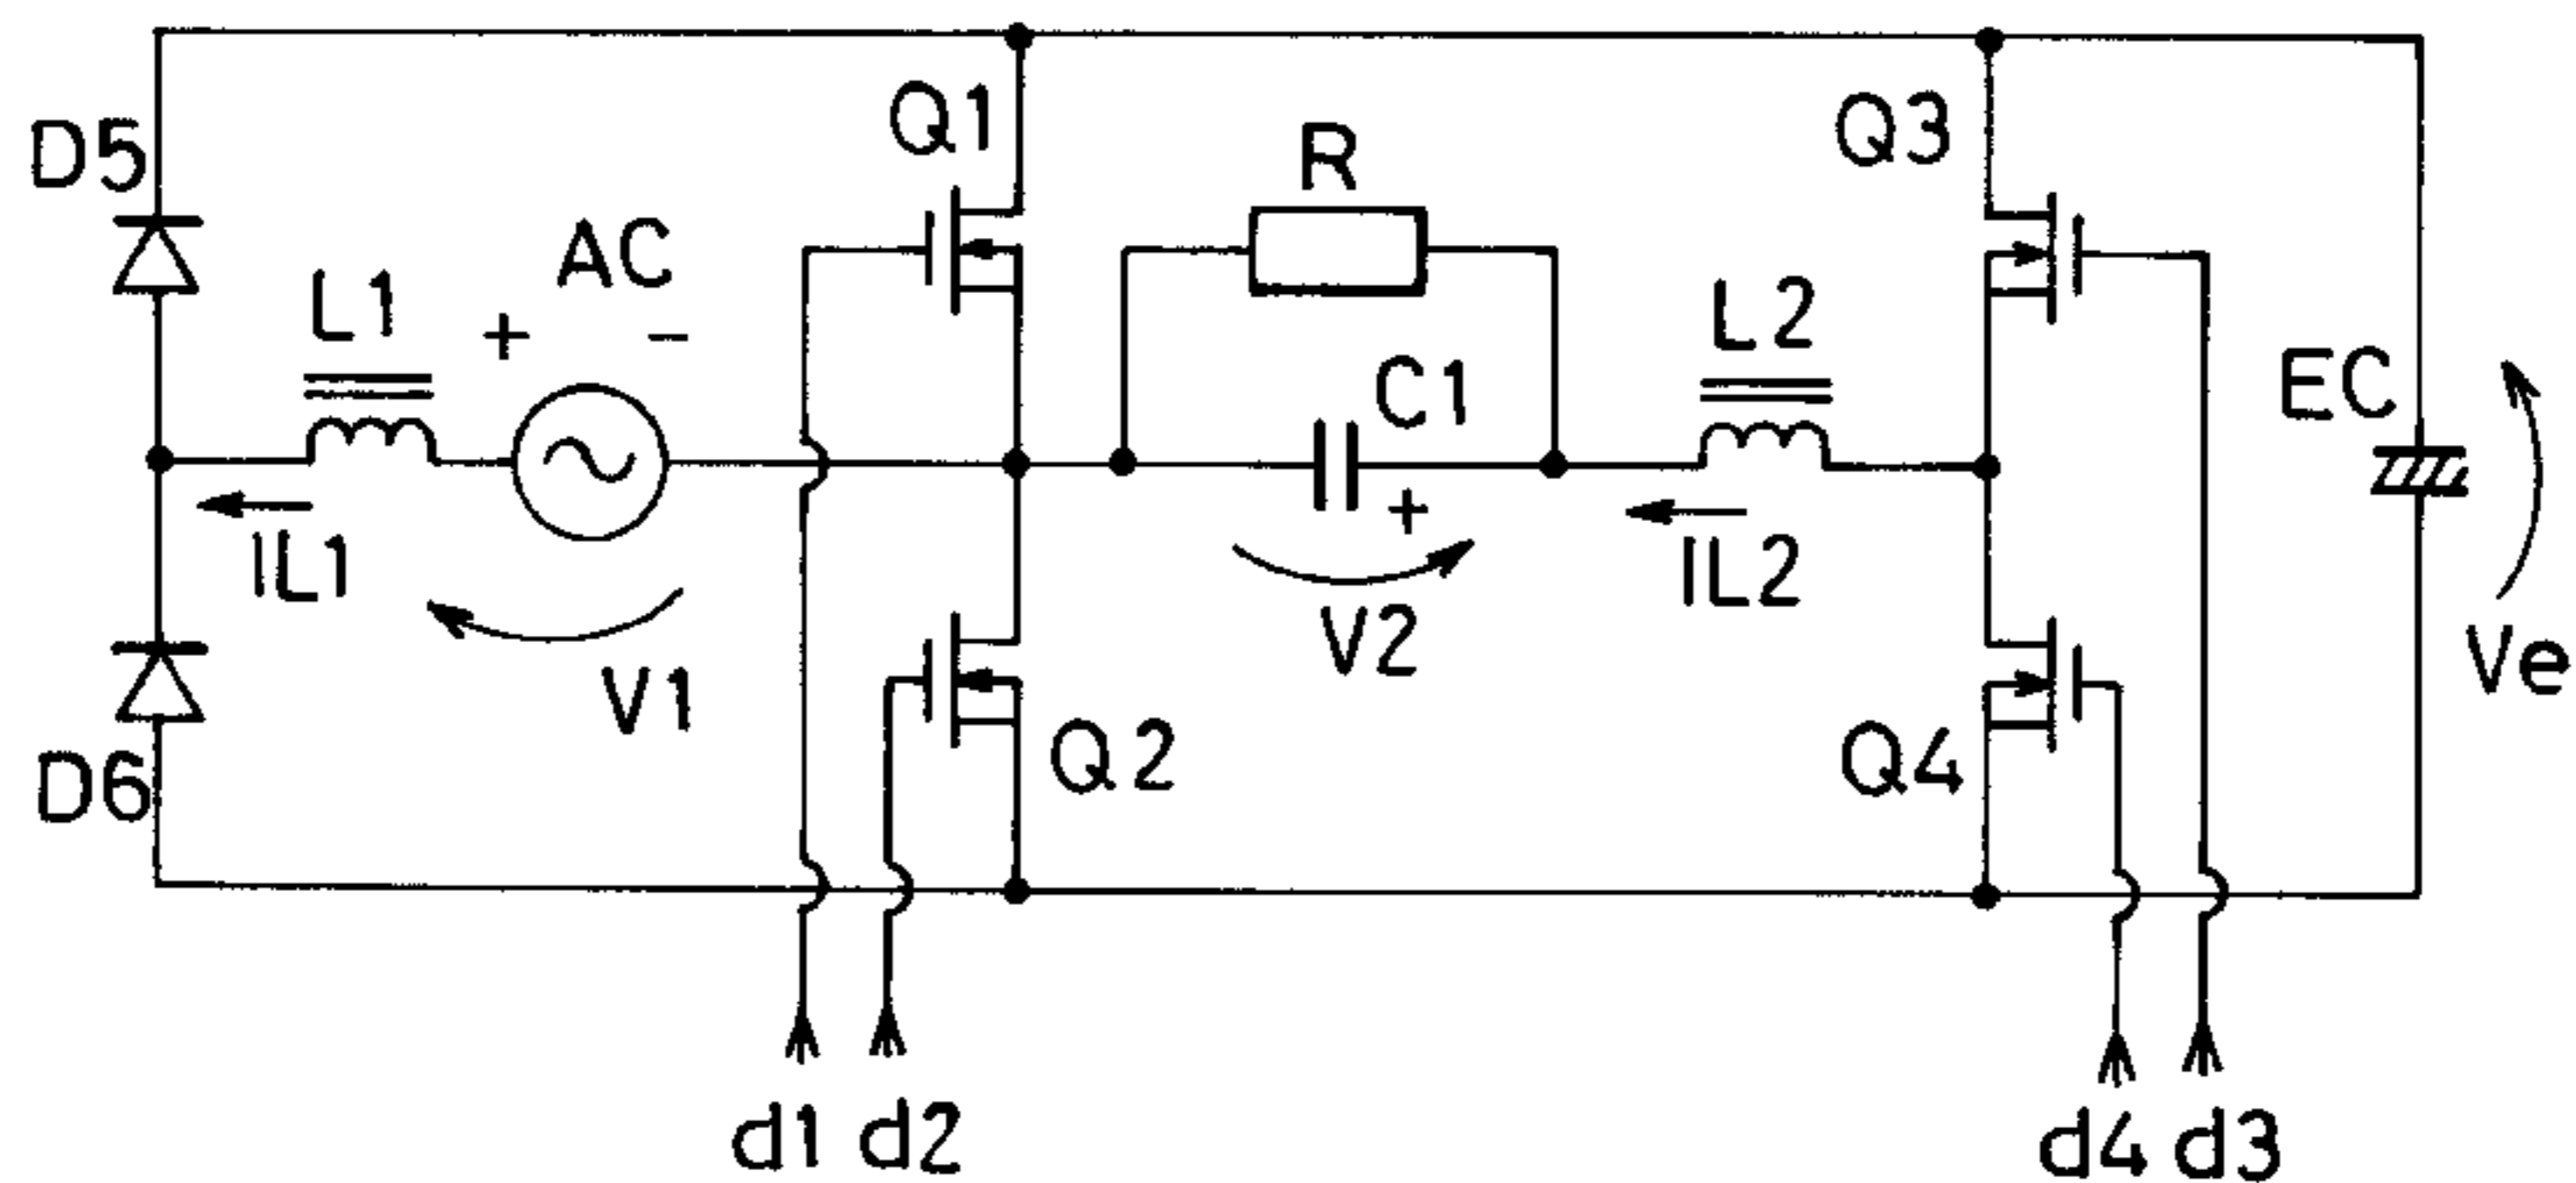 D5
Q1
R
Q3
L1
AC
+
-
L2
C1
EC
+
IL1
IL2
V1
V2
Ve
D6
Q2
Q4
d1
d2
d4
d3